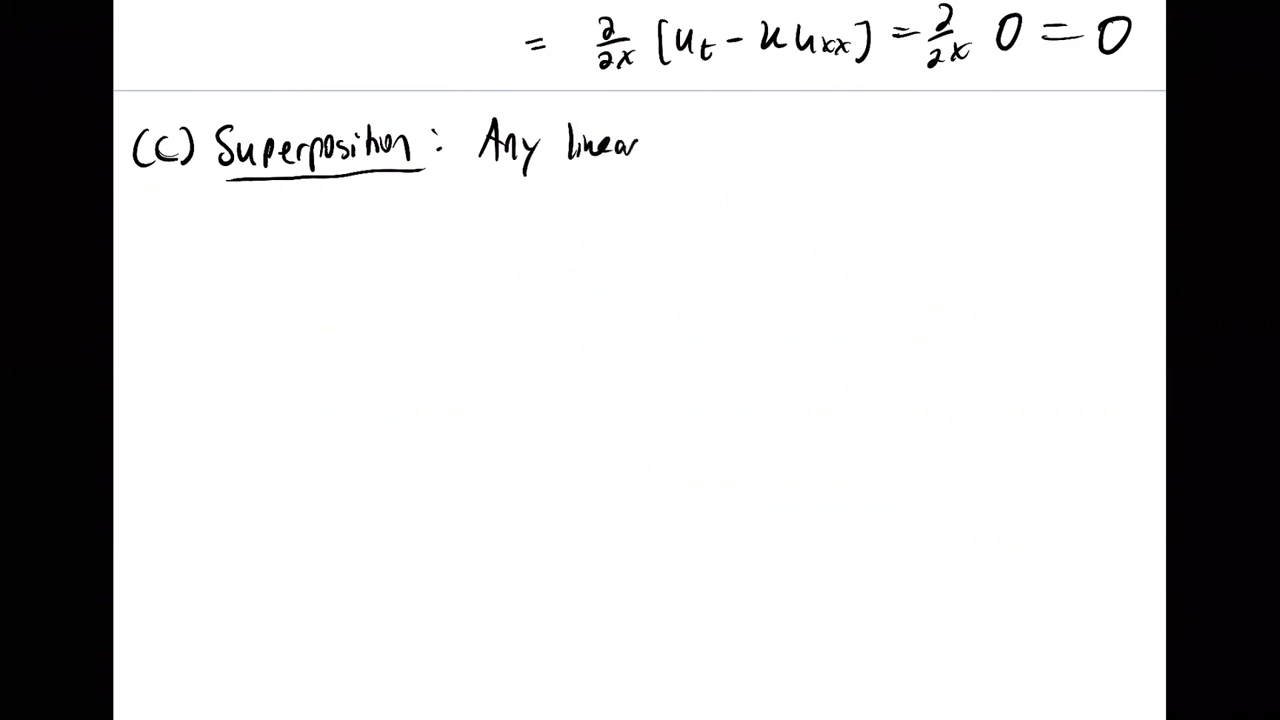 = ∂/∂x [u_t - κ u_xx] = ∂/∂x 0 = 0
(c) Superposition: Any linear